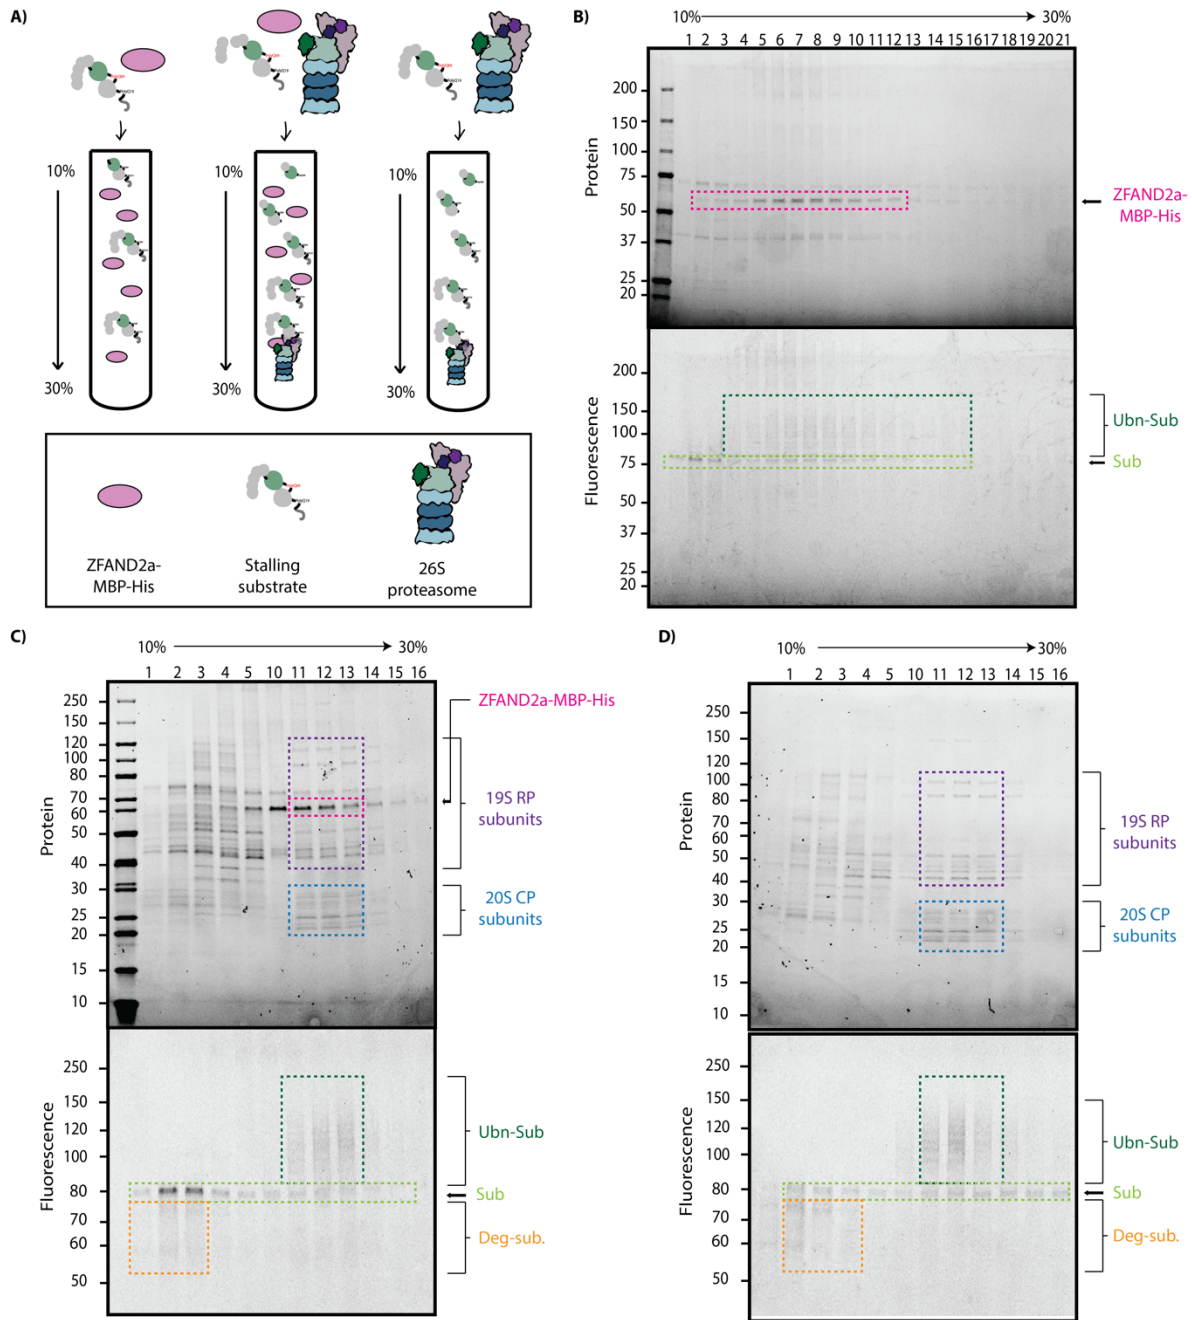 A)
10%
30%
10%
30%
10%
30%
ZFAND2a-
MBP-His
Stalling
substrate
26S
proteasome
B)
10% 30%
1 2 3 4 5 6 7 8 9 10 11 12 13 14 15 16 17 18 19 20 21
Protein
200
150
100
75
50
37
25
20
ZFAND2a-
MBP-His
Fluorescence
200
150
100
75
50
37
25
20
Ubn-Sub
Sub
C)
10% 30%
1 2 3 4 5 10 11 12 13 14 15 16
Protein
250
150
120
100
80
70
60
50
40
30
25
20
15
10
ZFAND2a-MBP-His
19S RP
subunits
20S CP
subunits
Fluorescence
250
150
100
80
70
60
50
Ubn-Sub
Sub
Deg-sub.
D)
10% 30%
1 2 3 4 5 10 11 12 13 14 15 16
Protein
250
150
120
100
80
70
60
50
40
30
25
20
15
10
19S RP
subunits
20S CP
subunits
Fluorescence
250
150
100
80
70
60
50
Ubn-Sub
Sub
Deg-sub.